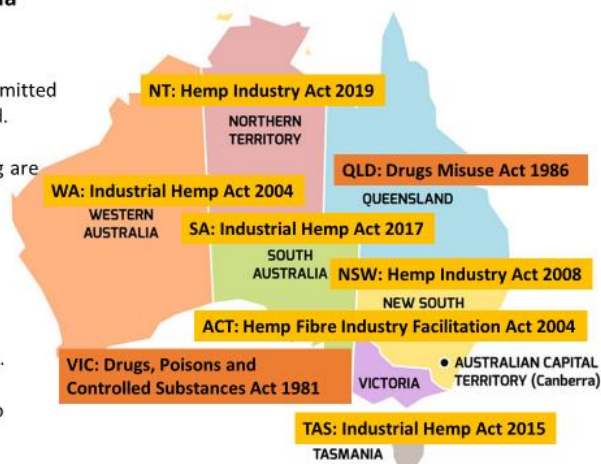 mitted
NT: Hemp Industry Act 2019
NORTHERN
TERRITORY
g are
QLD: Drugs Misuse Act 1986
QUEENSLAND
WA: Industrial Hemp Act 2004
WESTERN
AUSTRALIA
SA: Industrial Hemp Act 2017
SOUTH
AUSTRALIA
NSW: Hemp Industry Act 2008
NEW SOUTH
ACT: Hemp Fibre Industry Facilitation Act 2004
VIC: Drugs, Poisons and
Controlled Substances Act 1981
VICTORIA
AUSTRALIAN CAPITAL
TERRITORY (Canberra)
TAS: Industrial Hemp Act 2015
TASMANIA